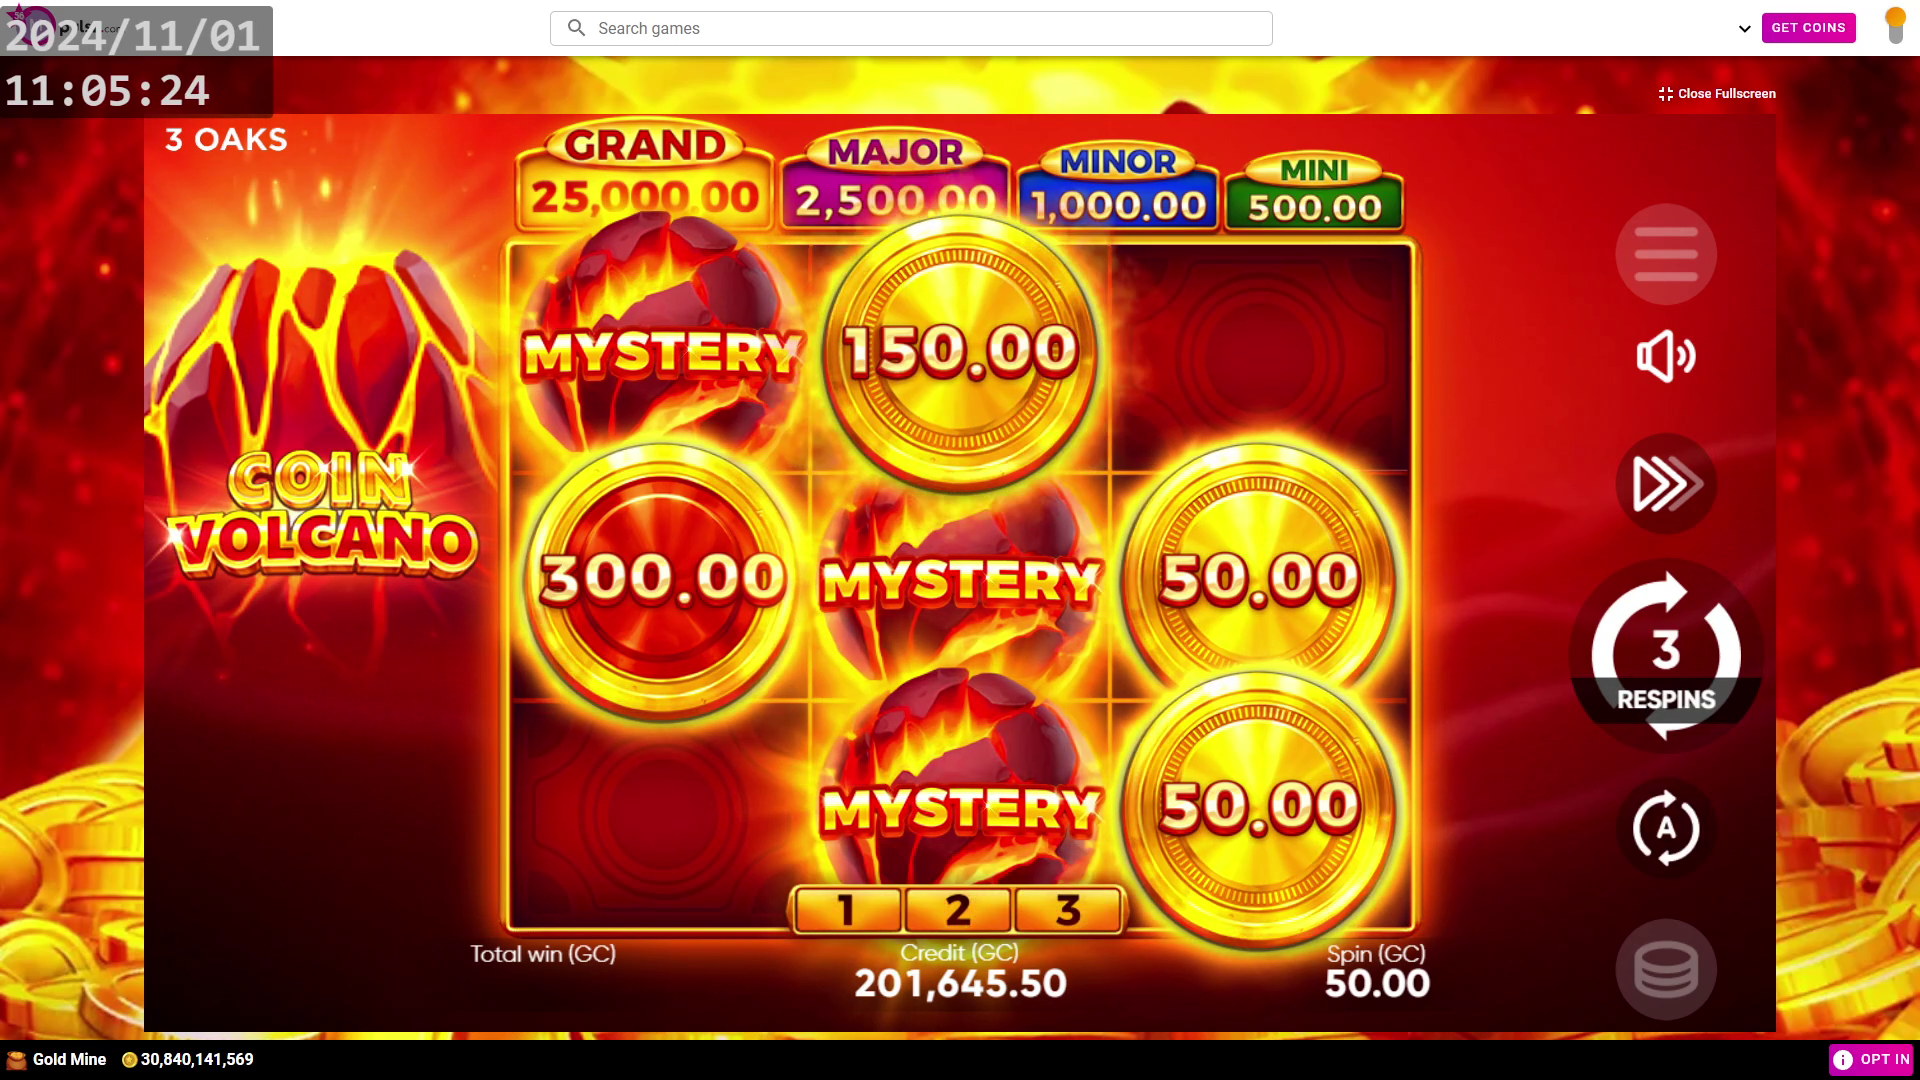 2024/11/01
11:05:24
Search games
GET COINS
Close Fullscreen
3 OAKS
GRAND
25,000.00
MAJOR
2,500.00
MINOR
1,000.00
MINI
500.00
MYSTERY
150.00
COIN
VOLCANO
300.00
MYSTERY
50.00
3
RESPINS
MYSTERY
50.00
A
1 2 3
Total win (GC)
Credit (GC)
201,645.50
Spin (GC)
50.00
Gold Mine
30,840,141,569
OPT IN